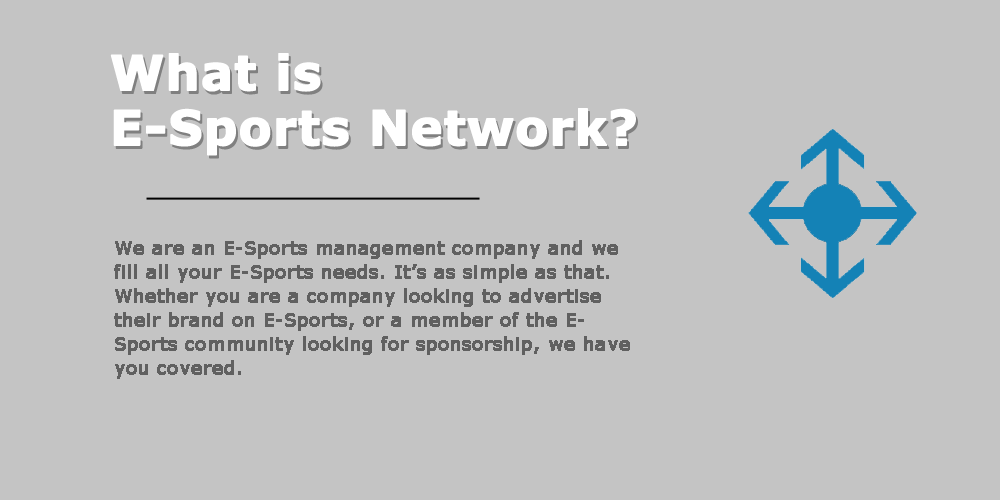 What is
E-Sports Network?
We are an E-Sports management company and we
fill all your E-Sports needs. It’s as simple as that.
Whether you are a company looking to advertise
their brand on E-Sports, or a member of the E-
Sports community looking for sponsorship, we have
you covered.